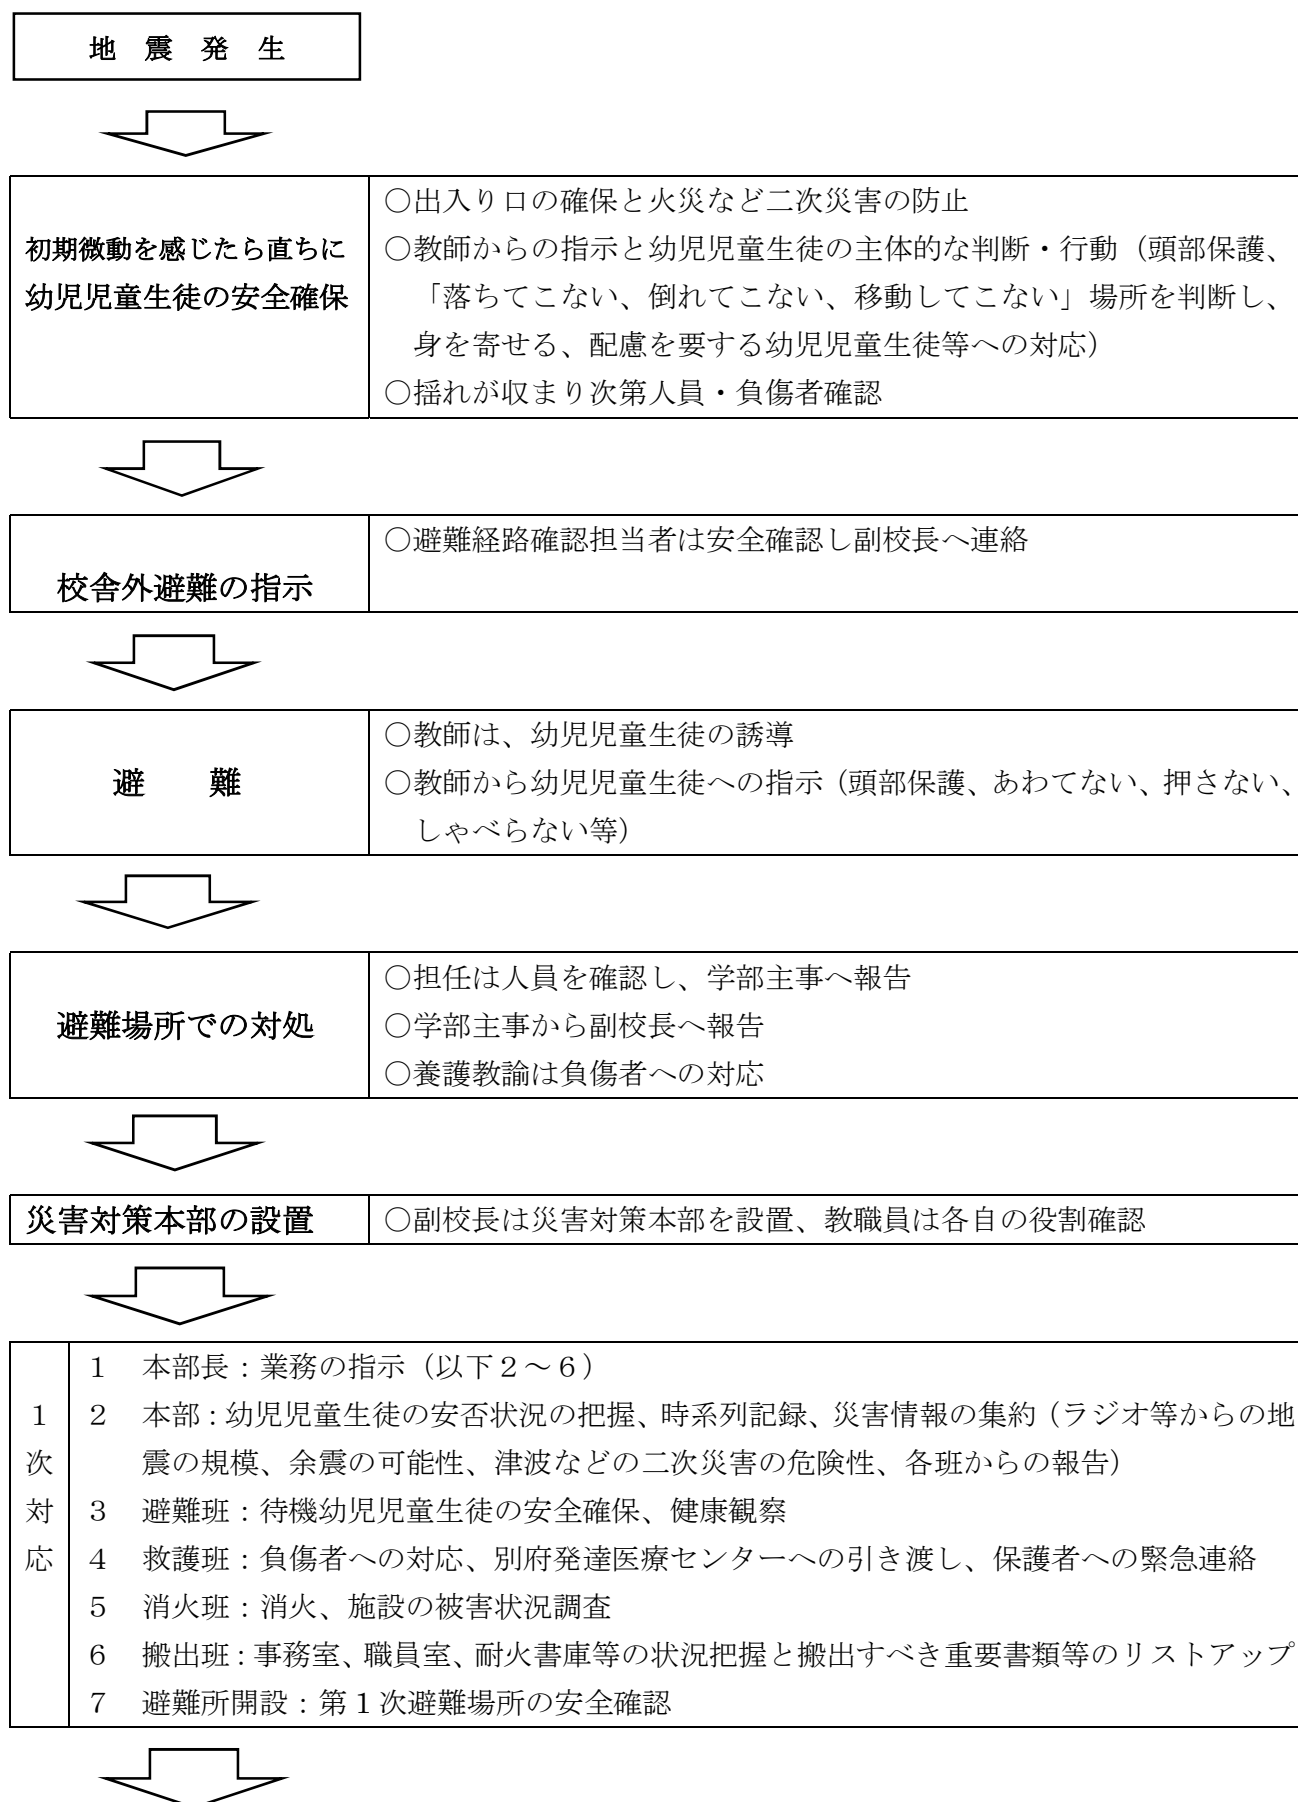 地　震　発　生
初期微動を感じたら直ちに
幼児児童生徒の安全確保
○出入り口の確保と火災など二次災害の防止
○教師からの指示と幼児児童生徒の主体的な判断・行動（頭部保護、
「落ちてこない、倒れてこない、移動してこない」場所を判断し、
身を寄せる、配慮を要する幼児児童生徒等への対応）
○揺れが収まり次第人員・負傷者確認
校舎外避難の指示
○避難経路確認担当者は安全確認し副校長へ連絡
避　　難
○教師は、幼児児童生徒の誘導
○教師から幼児児童生徒への指示（頭部保護、あわてない、押さない、
しゃべらない等）
避難場所での対処
○担任は人員を確認し、学部主事へ報告
○学部主事から副校長へ報告
○養護教諭は負傷者への対応
災害対策本部の設置
○副校長は災害対策本部を設置、教職員は各自の役割確認
１次対応
１　本部長：業務の指示（以下２～６）
２　本部：幼児児童生徒の安否状況の把握、時系列記録、災害情報の集約（ラジオ等からの地
震の規模、余震の可能性、津波などの二次災害の危険性、各班からの報告）
３　避難班：待機幼児児童生徒の安全確保、健康観察
４　救護班：負傷者への対応、別府発達医療センターへの引き渡し、保護者への緊急連絡
５　消火班：消火、施設の被害状況調査
６　搬出班：事務室、職員室、耐火書庫等の状況把握と搬出すべき重要書類等のリストアップ
７　避難所開設：第１次避難場所の安全確認